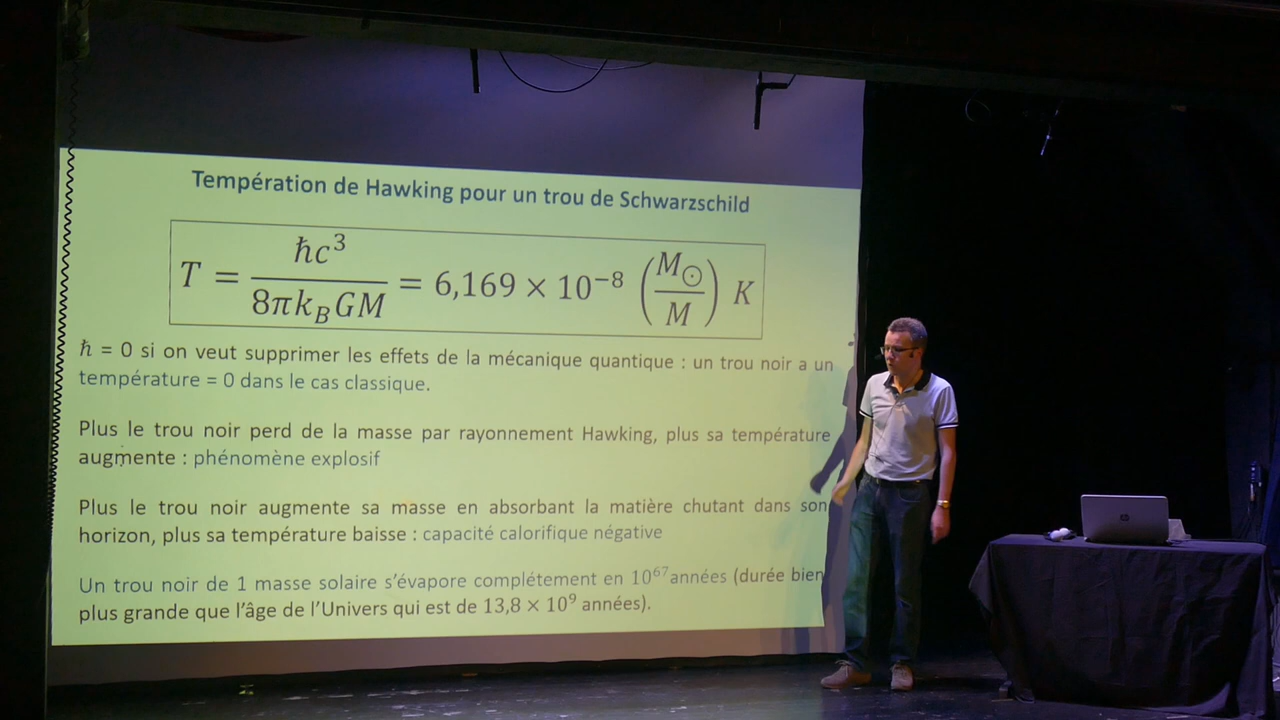 Températion de Hawking pour un trou de Schwarzschild
T = ħc³ / 8πk_BGM = 6,169 × 10⁻⁸ (M☉ / M) K
ħ = 0 si on veut supprimer les effets de la mécanique quantique : un trou noir a un
température = 0 dans le cas classique.
Plus le trou noir perd de la masse par rayonnement Hawking, plus sa température
augmente : phénomène explosif
Plus le trou noir augmente sa masse en absorbant la matière chutant dans son
horizon, plus sa température baisse : capacité calorifique négative
Un trou noir de 1 masse solaire s’évapore complétement en 10⁶⁷années (durée bien
plus grande que l’âge de l’Univers qui est de 13,8 × 10⁹ années).
hp